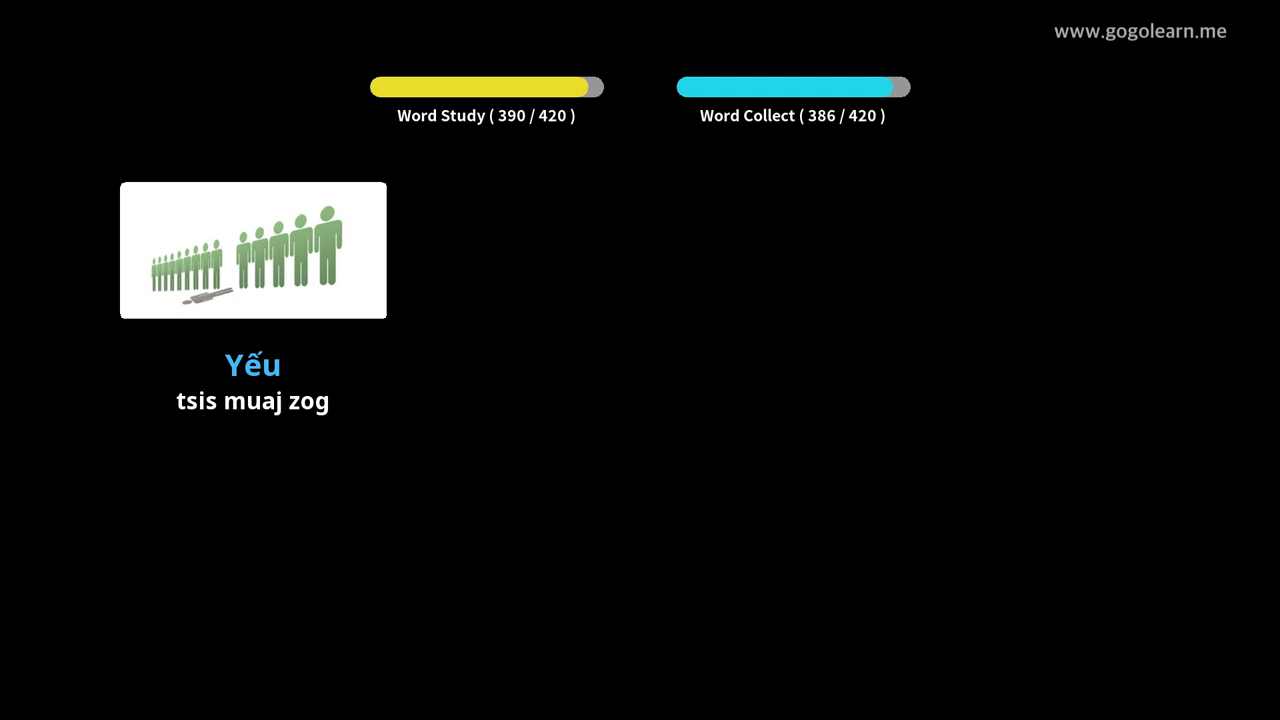 www.gogolearn.me
Word Study ( 390 / 420 )
Word Collect ( 386 / 420 )
Yếu
tsis muaj zog